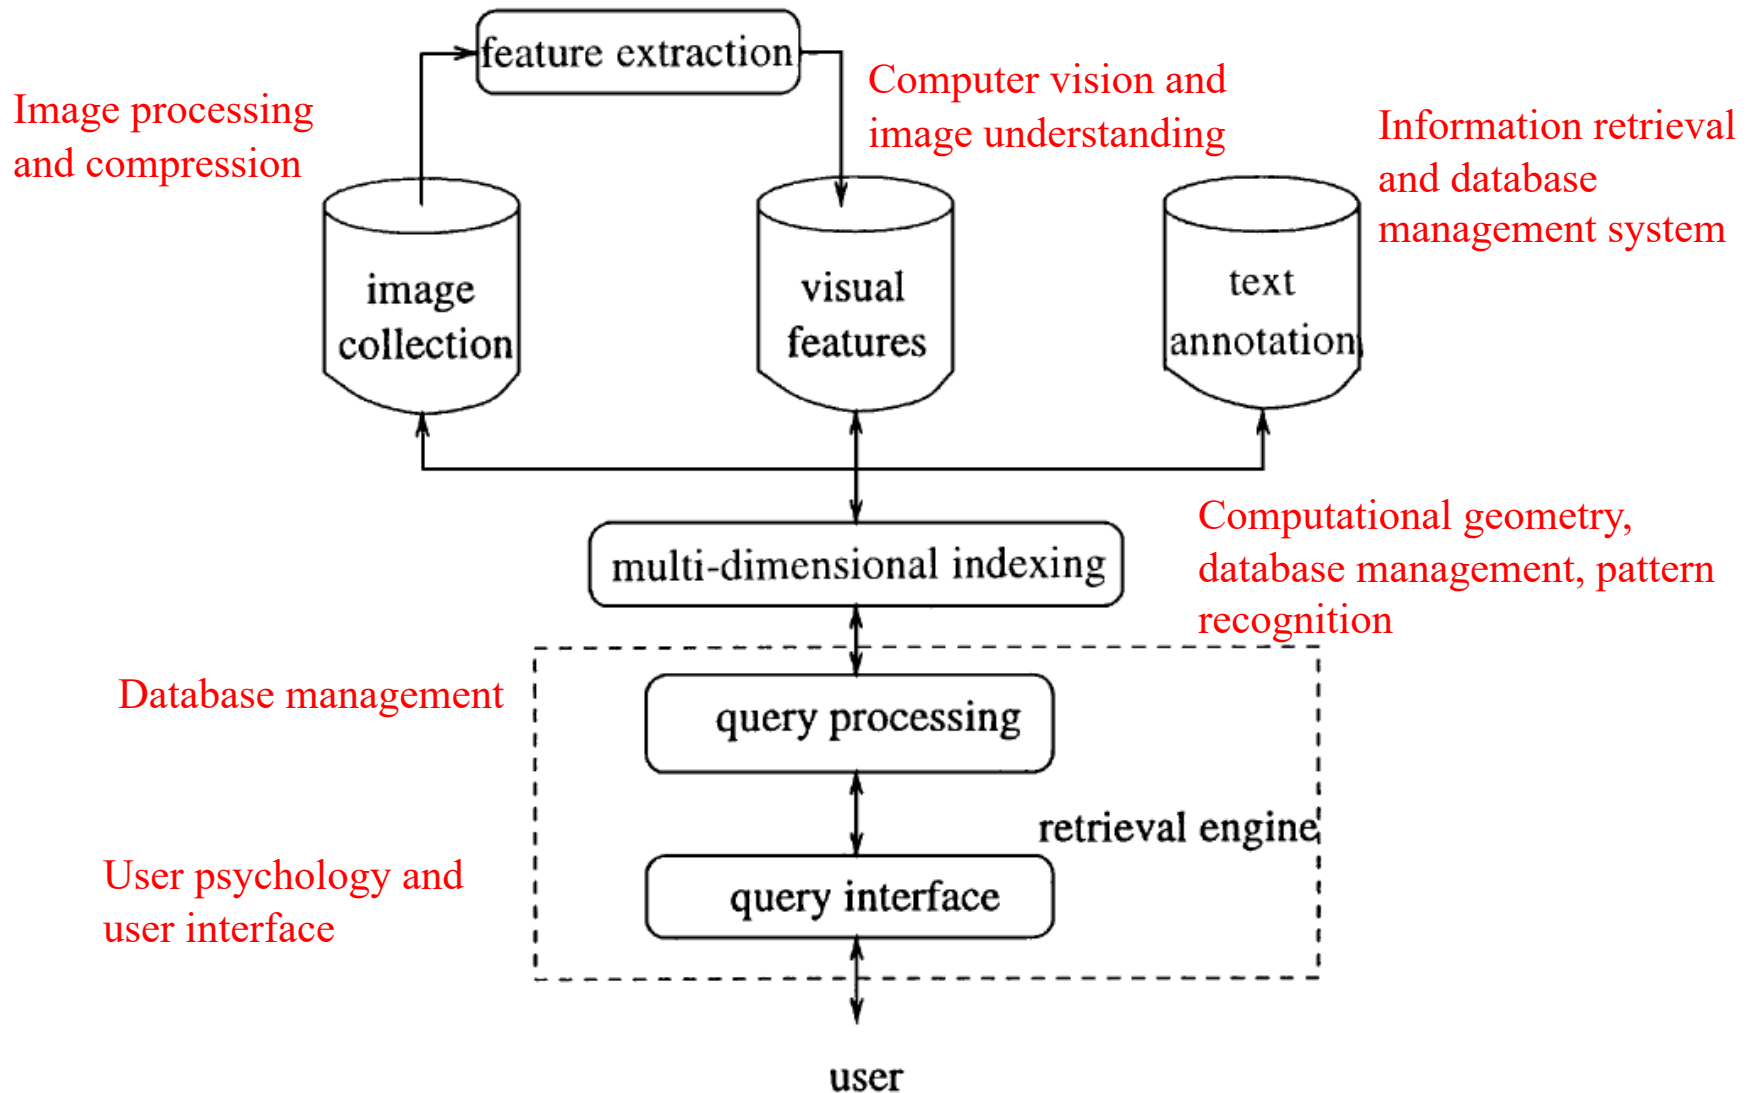 feature extraction
Image processing
and compression
Computer vision and
image understanding
Information retrieval
and database
management system
image
collection
visual
features
text
annotation
multi-dimensional indexing
Computational geometry,
database management, pattern
recognition
Database management
query processing
retrieval engine
User psychology and
user interface
query interface
user